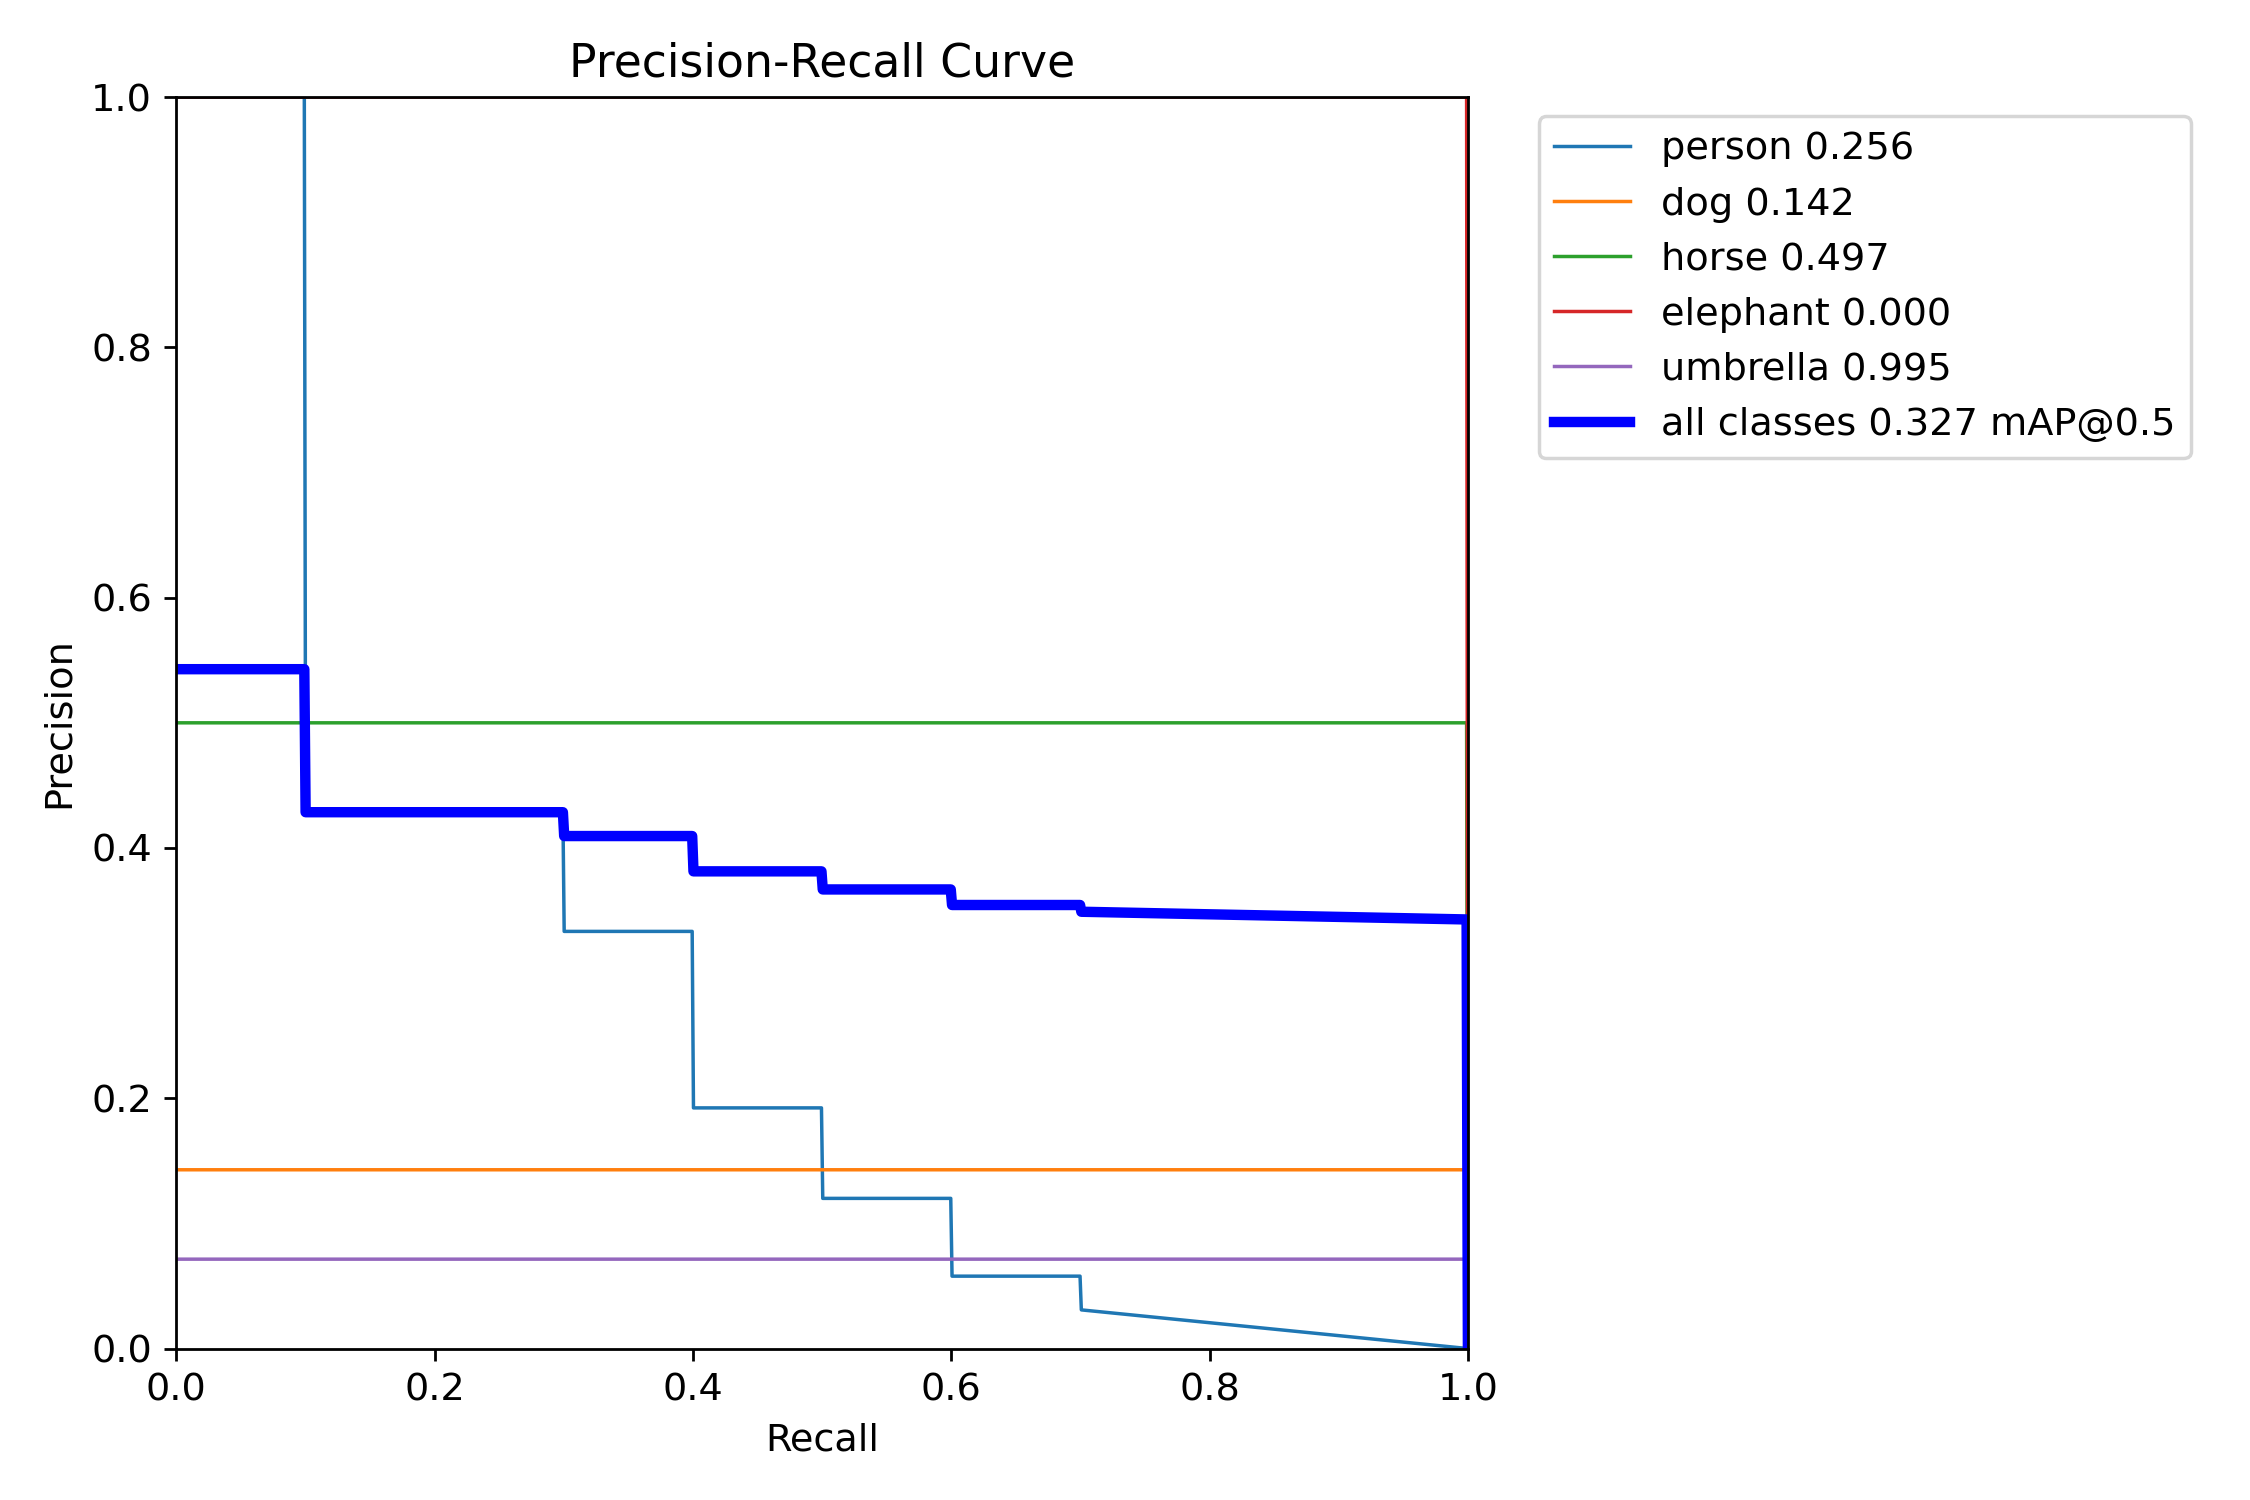 Precision-Recall Curve
1.0
0.8
0.6
0.4
0.2
0.0
Precision
0.0 0.2 0.4 0.6 0.8 1.0
Recall
person 0.256
dog 0.142
horse 0.497
elephant 0.000
umbrella 0.995
all classes 0.327 mAP@0.5